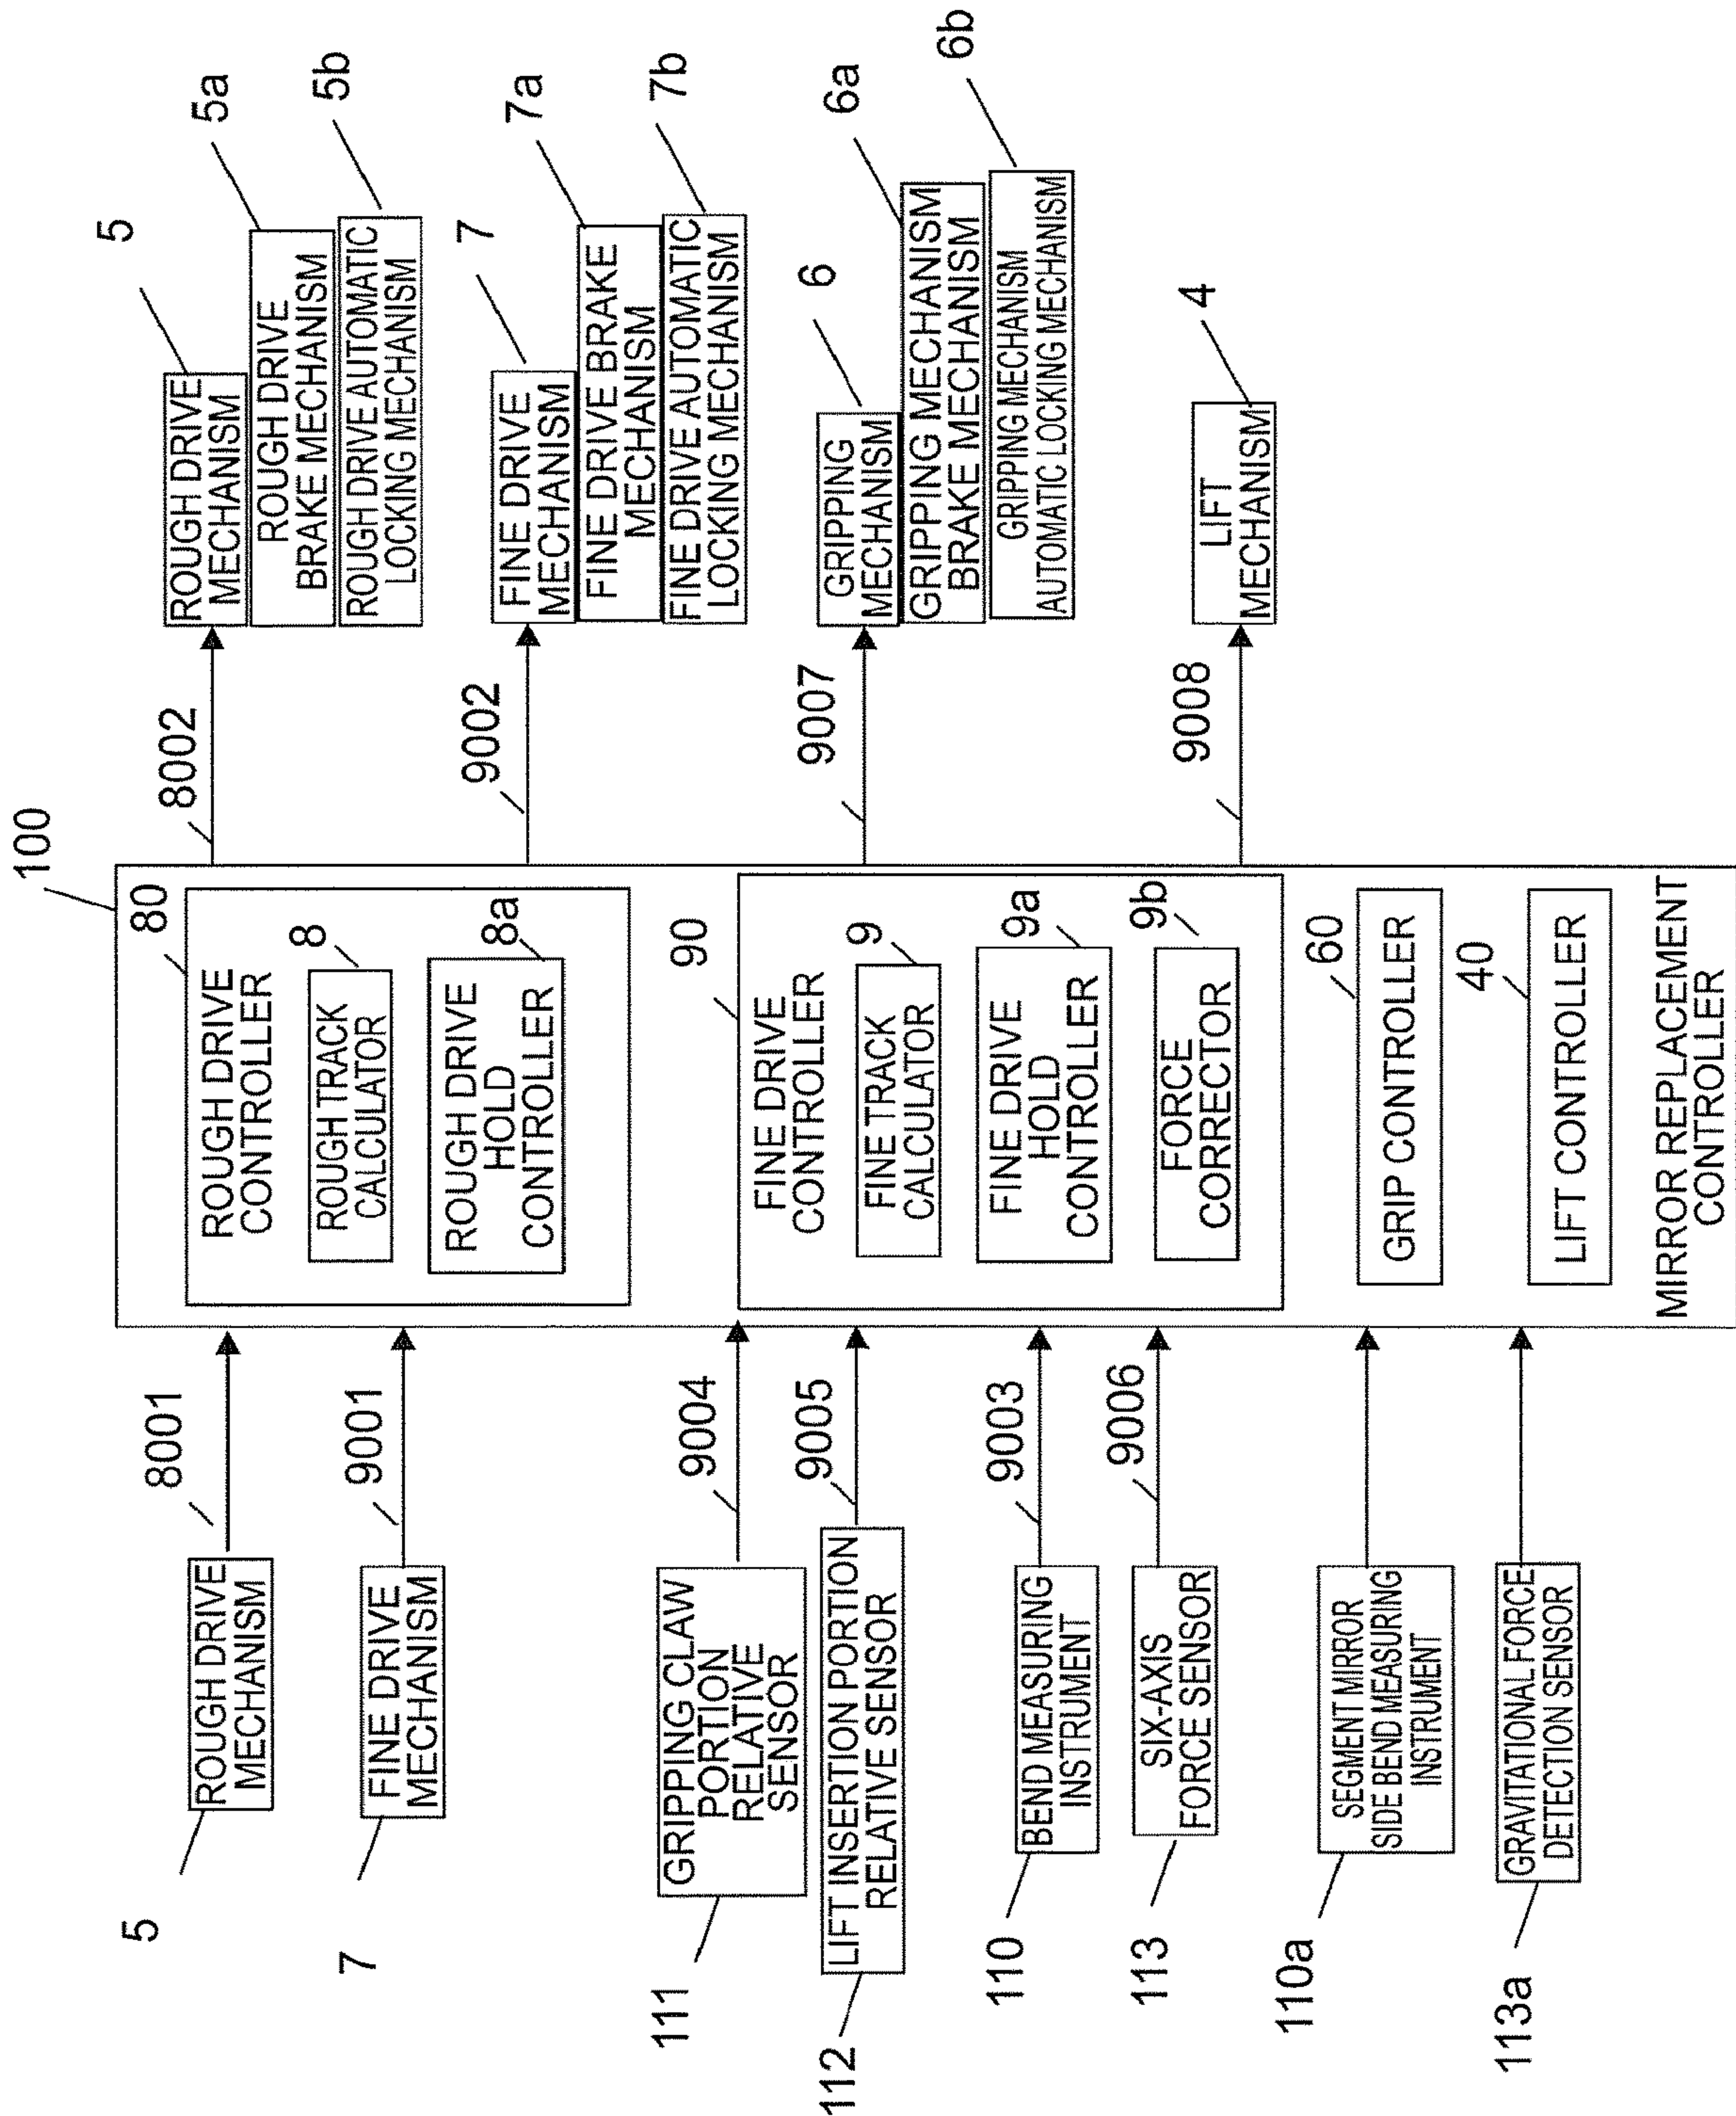 100
5
ROUGH DRIVE
MECHANISM
8001
7
FINE DRIVE
MECHANISM
9001
111
GRIPPING CLAW
PORTION
RELATIVE
SENSOR
9004
112
LIFT INSERTION PORTION
RELATIVE SENSOR
9005
110
BEND MEASURING
INSTRUMENT
9003
113
SIX-AXIS
FORCE SENSOR
9006
110a
SEGMENT MIRROR
SIDE BEND MEASURING
INSTRUMENT
113a
GRAVITATIONAL FORCE
DETECTION SENSOR
80
ROUGH DRIVE
CONTROLLER
8
ROUGH TRACK
CALCULATOR
8a
ROUGH DRIVE
HOLD
CONTROLLER
90
FINE DRIVE
CONTROLLER
9
FINE TRACK
CALCULATOR
9a
FINE DRIVE
HOLD
CONTROLLER
9b
FORCE
CORRECTOR
60
GRIP CONTROLLER
40
LIFT CONTROLLER
MIRROR REPLACEMENT
CONTROLLER
8002
5
ROUGH DRIVE
MECHANISM
5a
ROUGH DRIVE
BRAKE MECHANISM
5b
ROUGH DRIVE AUTOMATIC
LOCKING MECHANISM
9002
7
FINE DRIVE
MECHANISM
7a
FINE DRIVE BRAKE
MECHANISM
7b
FINE DRIVE AUTOMATIC
LOCKING MECHANISM
9007
6
GRIPPING
MECHANISM
6a
GRIPPING MECHANISM
BRAKE MECHANISM
6b
GRIPPING MECHANISM
AUTOMATIC LOCKING MECHANISM
9008
4
LIFT
MECHANISM